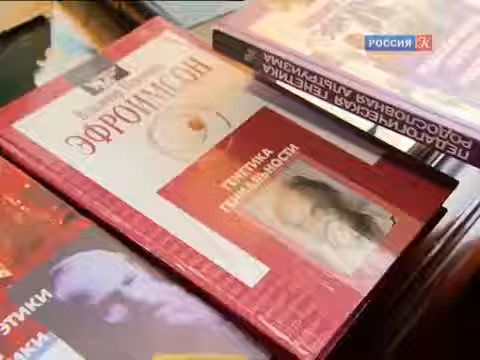 РОССИЯ К
ПЕДАГОГИЧЕСКАЯ ГЕНЕТИКА
РОДОСЛОВНАЯ АЛЬТРУИЗМА
ЭФРОИМСОН
ГЕНЕТИКА
ГЕНИАЛЬНОСТИ
ЭТИКИ